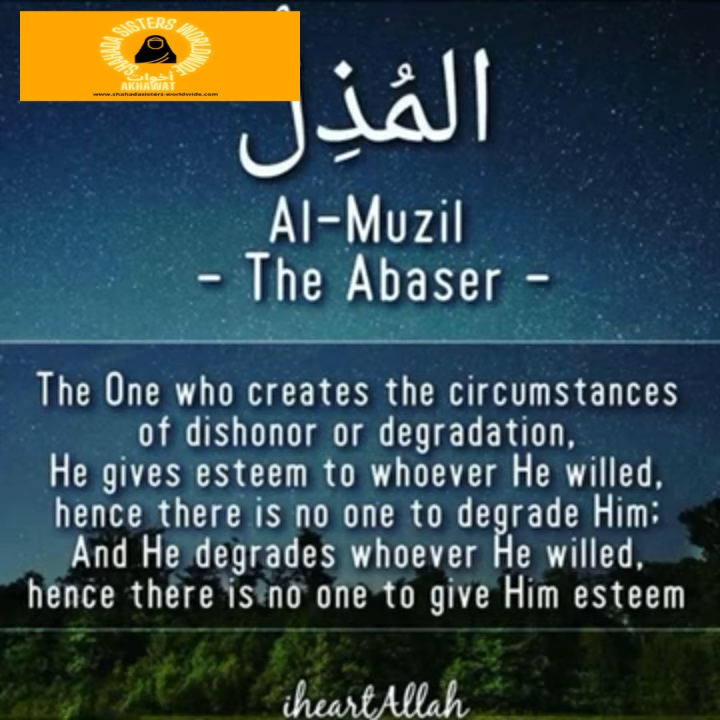 SHAHADA SISTERS WORLDWIDE
أخوات
AKHAWAT
www.shahadasisters-worldwide.com
المُذِلُّ
Al-Muzil
- The Abaser -
The One who creates the circumstances
of dishonor or degradation,
He gives esteem to whoever He willed,
hence there is no one to degrade Him;
And He degrades whoever He willed,
hence there is no one to give Him esteem
iheartAllah